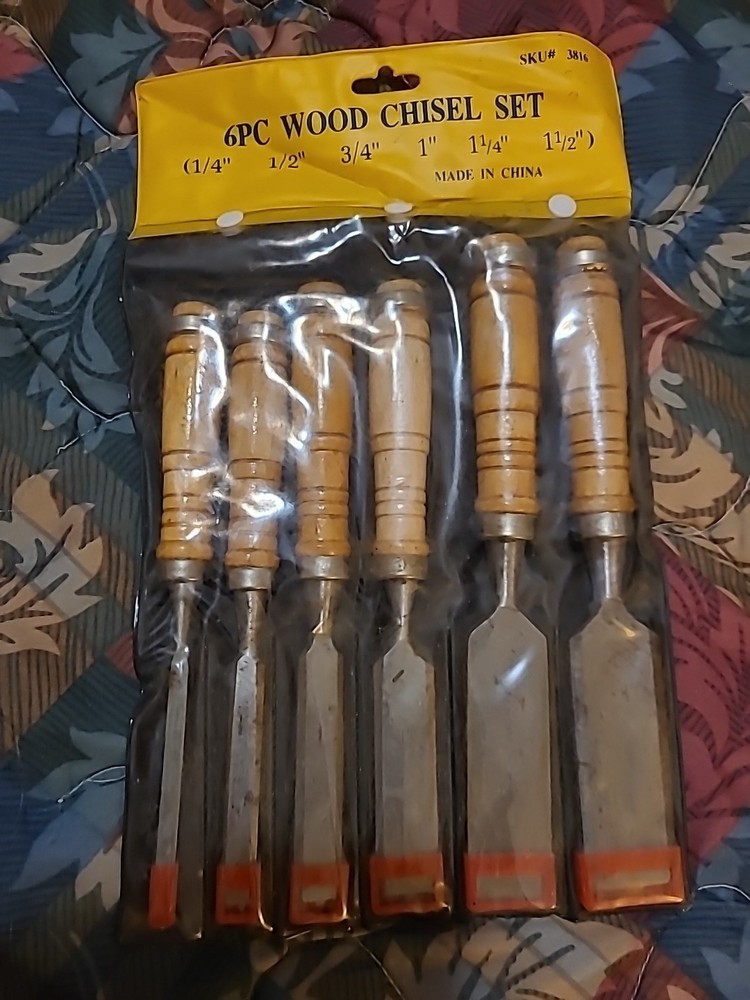 SKU# 3816
6PC WOOD CHISEL SET
(1/4" 1/2" 3/4" 1" 1¼" 1½")
MADE IN CHINA